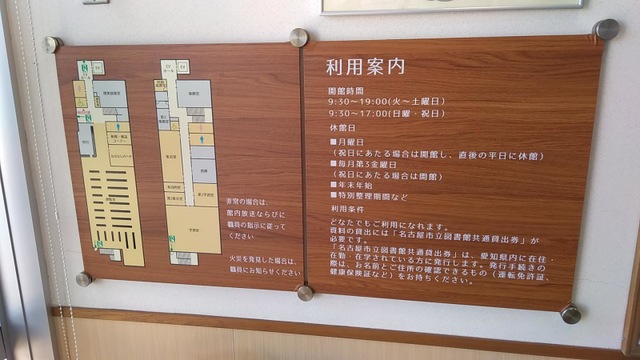 利用案内
開館時間
9:30~19:00(火~土曜日)
9:30~17:00(日曜・祝日)
休館日
■月曜日
(祝日にあたる場合は開館し、直後の平日に休館)
■毎月第3金曜日
(祝日にあたる場合は開館)
■年末年始
■特別整理期間など
利用条件
どなたでもご利用になれます。
資料の貸出には「名古屋市立図書館共通貸出券」が
必要です。
「名古屋市立図書館共通貸出券」は、愛知県内に在住・
在勤・在学されている方に発行します。発行手続きの
際は、お名前とご住所の確認できるもの(運転免許証、
健康保険証など)をお持ちください。
非常の場合は、
館内放送ならびに
職員の指示に従って
ください
火災を発見した場合は、
職員にお知らせください